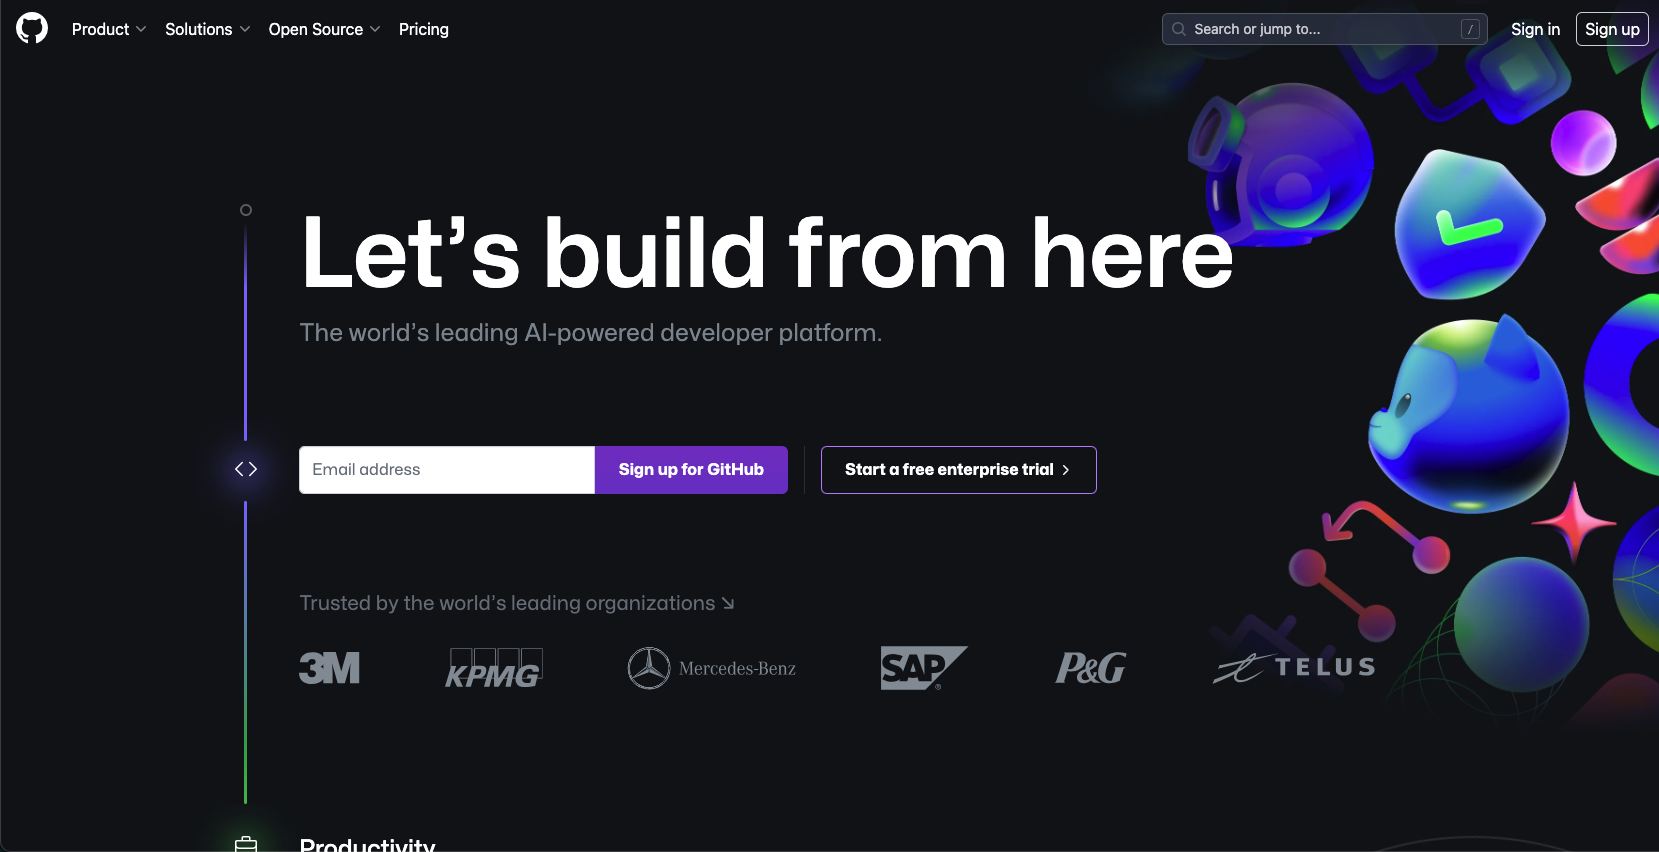 Product Solutions Open Source Pricing Search or jump to... / Sign in Sign up
Let’s build from here
The world’s leading AI-powered developer platform.
Email address Sign up for GitHub Start a free enterprise trial
Trusted by the world’s leading organizations
3M KPMG Mercedes-Benz SAP ® P&G TELUS
Productivity